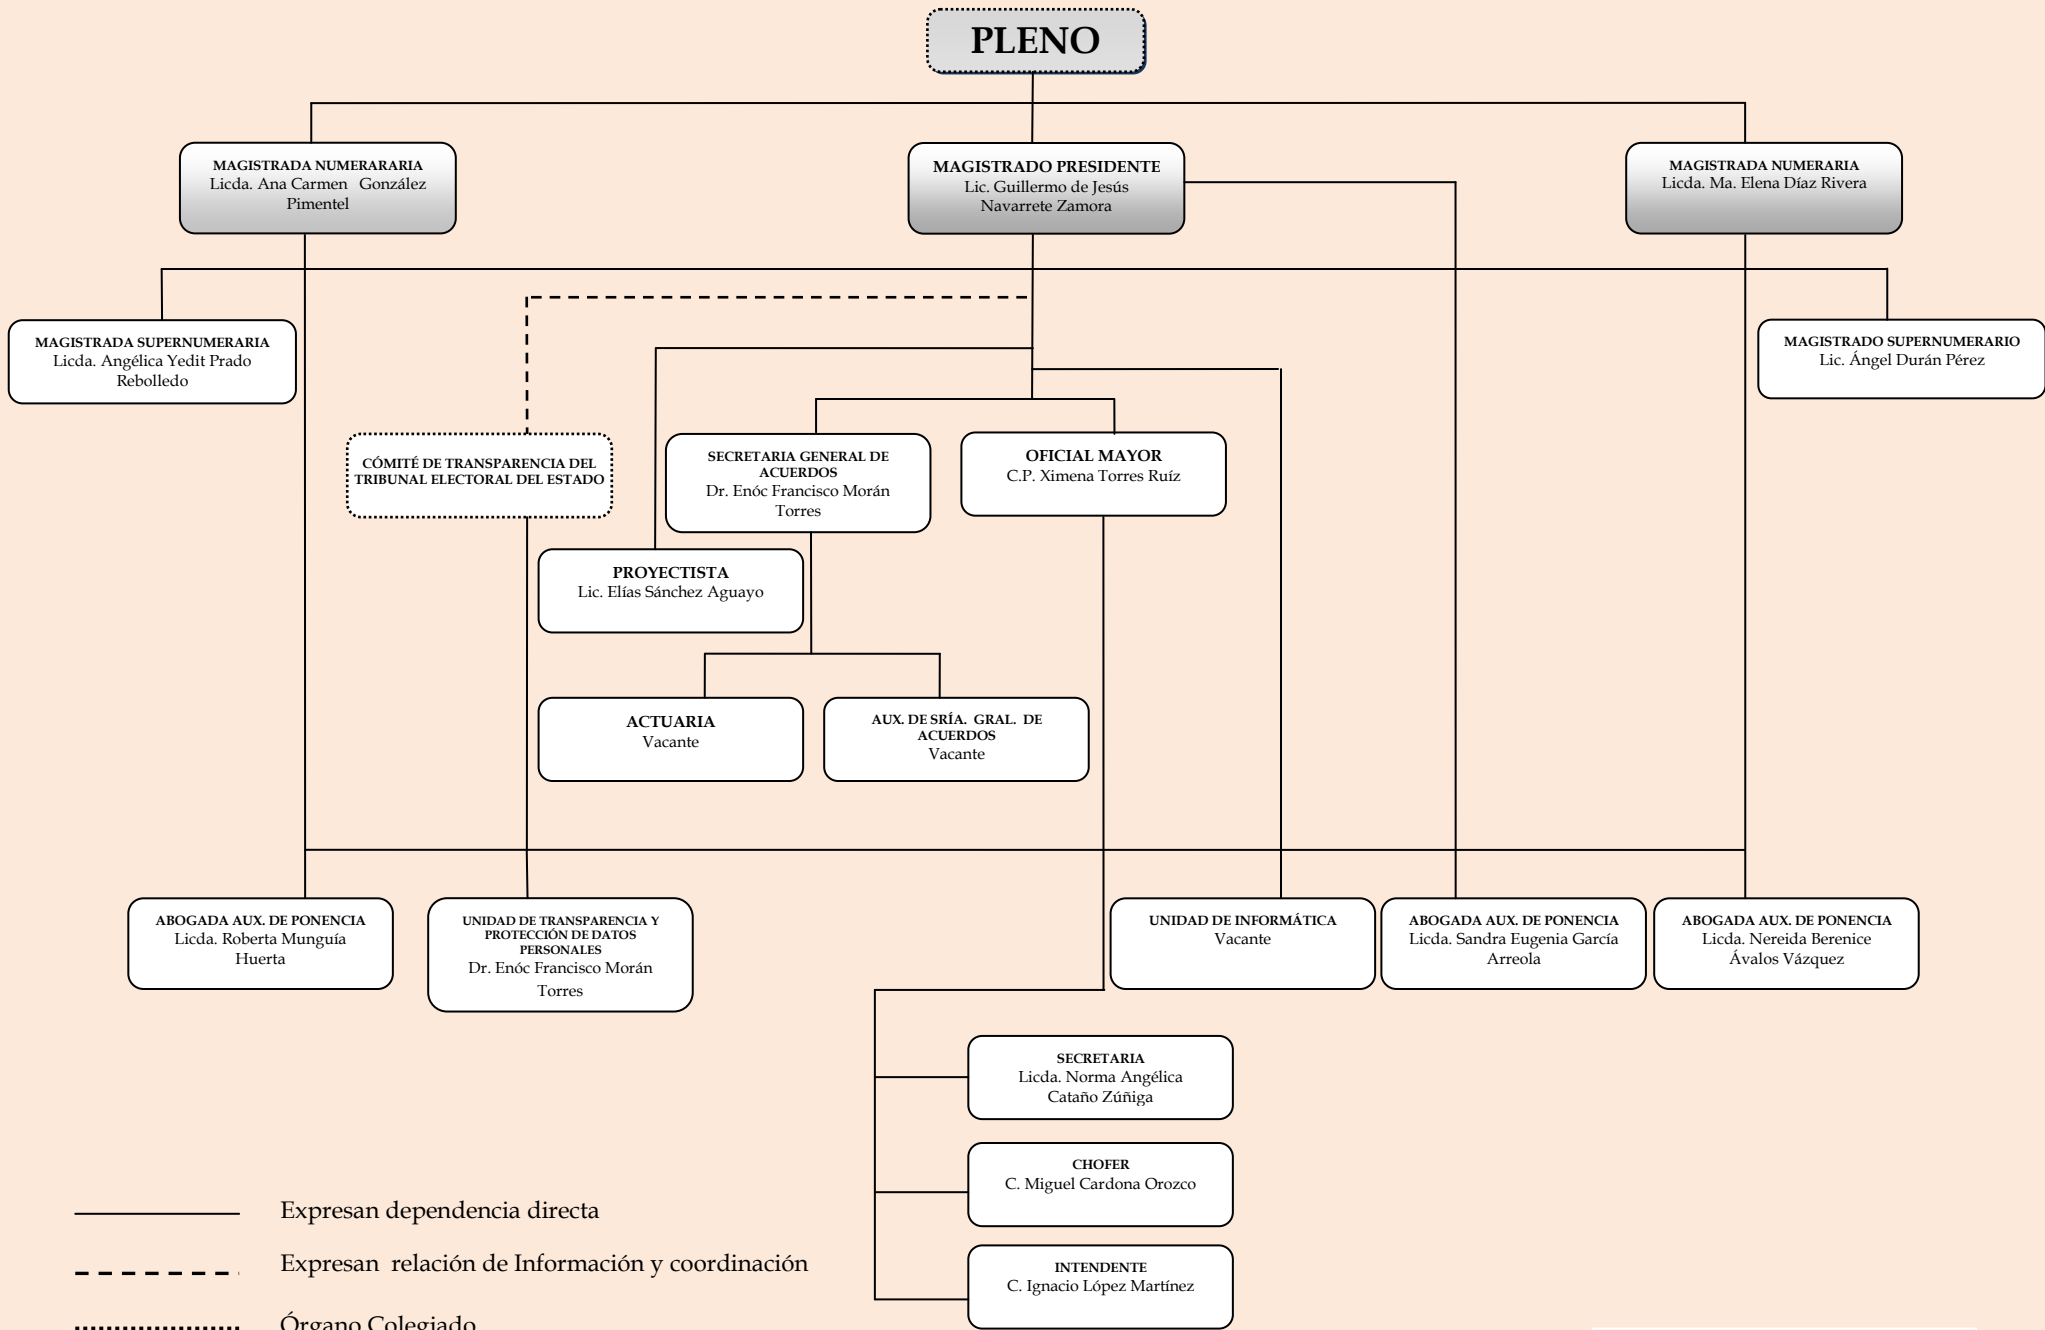 PLENO
MAGISTRADA NUMERARARIA
Licda. Ana Carmen González
Pimentel
MAGISTRADO PRESIDENTE
Lic. Guillermo de Jesús
Navarrete Zamora
MAGISTRADA NUMERARIA
Licda. Ma. Elena Díaz Rivera
MAGISTRADA SUPERNUMERARIA
Licda. Angélica Yedit Prado
Rebolledo
MAGISTRADO SUPERNUMERARIO
Lic. Ángel Durán Pérez
CÓMITÉ DE TRANSPARENCIA DEL
TRIBUNAL ELECTORAL DEL ESTADO
SECRETARIA GENERAL DE
ACUERDOS
Dr. Enóc Francisco Morán
Torres
OFICIAL MAYOR
C.P. Ximena Torres Ruíz
PROYECTISTA
Lic. Elías Sánchez Aguayo
ACTUARIA
Vacante
AUX. DE SRÍA. GRAL. DE
ACUERDOS
Vacante
ABOGADA AUX. DE PONENCIA
Licda. Roberta Munguía
Huerta
UNIDAD DE TRANSPARENCIA Y
PROTECCIÓN DE DATOS
PERSONALES
Dr. Enóc Francisco Morán
Torres
UNIDAD DE INFORMÁTICA
Vacante
ABOGADA AUX. DE PONENCIA
Licda. Sandra Eugenia García
Arreola
ABOGADA AUX. DE PONENCIA
Licda. Nereida Berenice
Ávalos Vázquez
SECRETARIA
Licda. Norma Angélica
Cataño Zúñiga
CHOFER
C. Miguel Cardona Orozco
INTENDENTE
C. Ignacio López Martínez
Expresan dependencia directa
Expresan relación de Información y coordinación
Órgano Colegiado